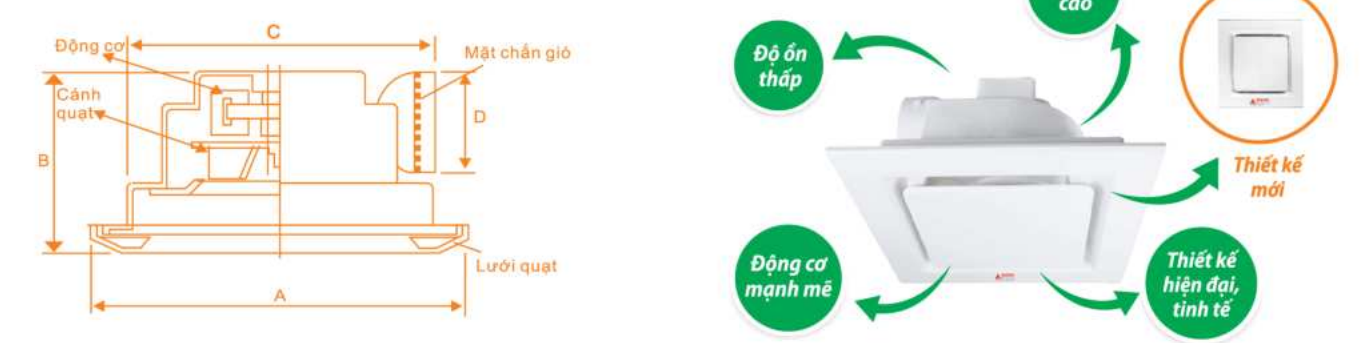 C
Động cơ
Mặt chắn gió
Cánh
quạt
D
B
Lưới quạt
A
cao
Độ ồn
thấp
Thiết kế
mới
Động cơ
mạnh mẽ
Thiết kế
hiện đại,
tinh tế